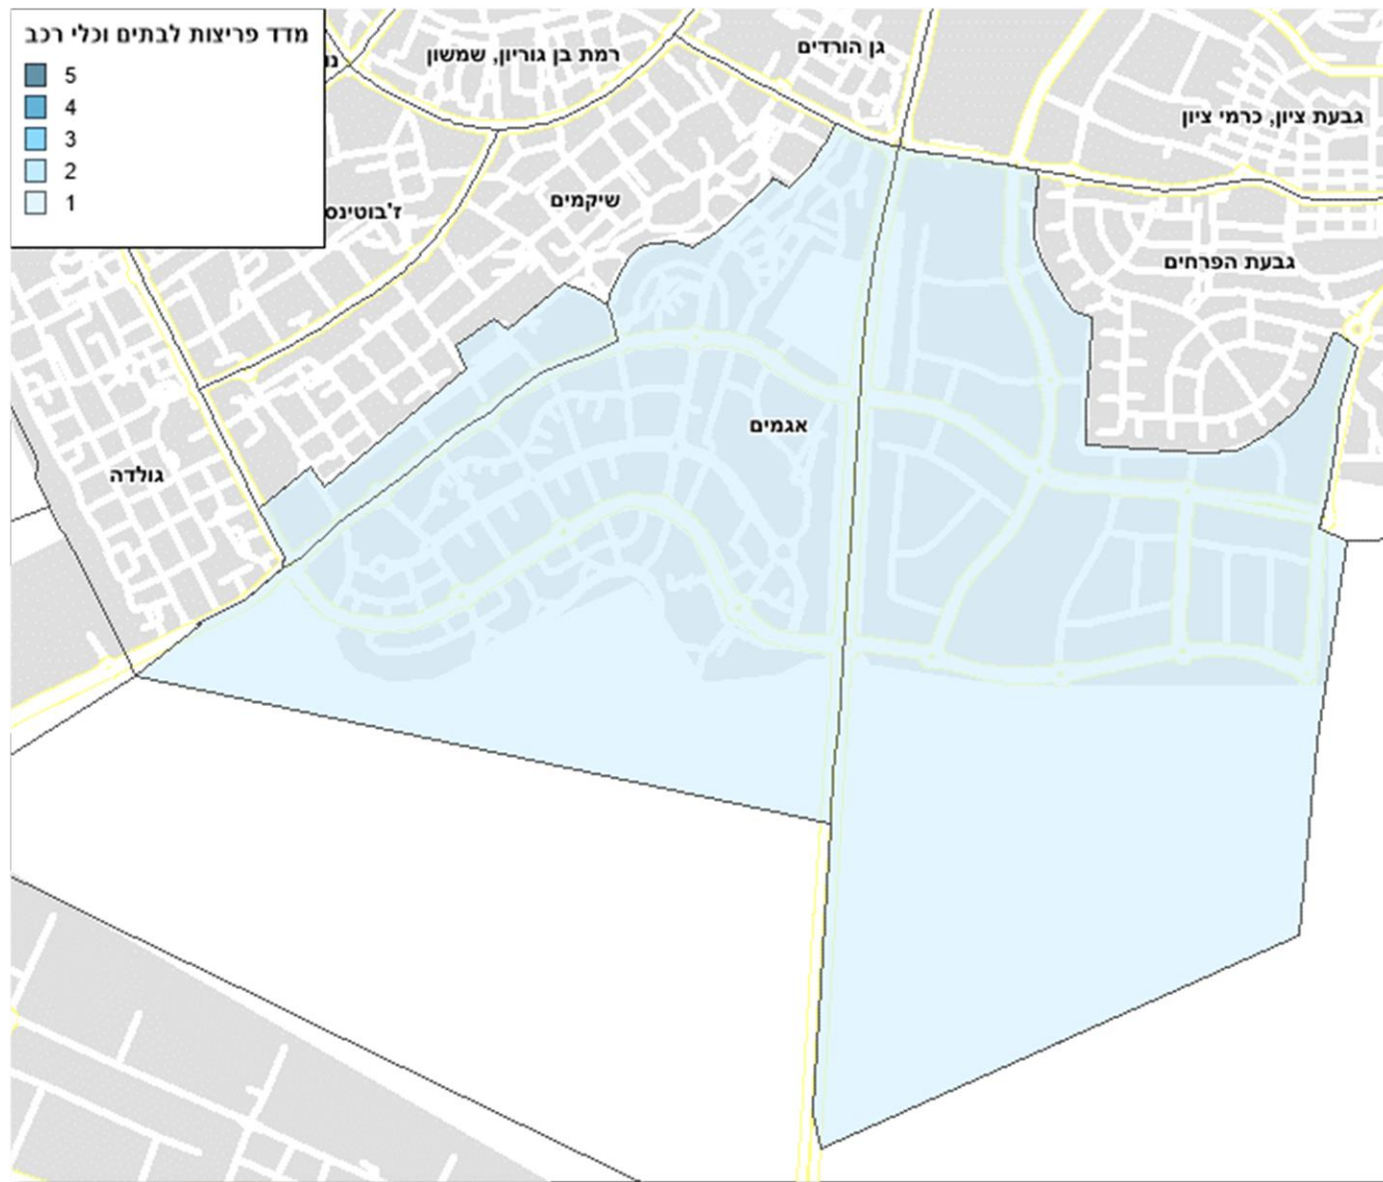 מדד פריצות לבתים וכלי רכב
5
4
3
2
1
רמת בן גוריון, שמשון
גן הורדים
גבעת ציון, כרמי ציון
שיקמים
ז'בוטינס
גבעת הפרחים
אגמים
גולדה